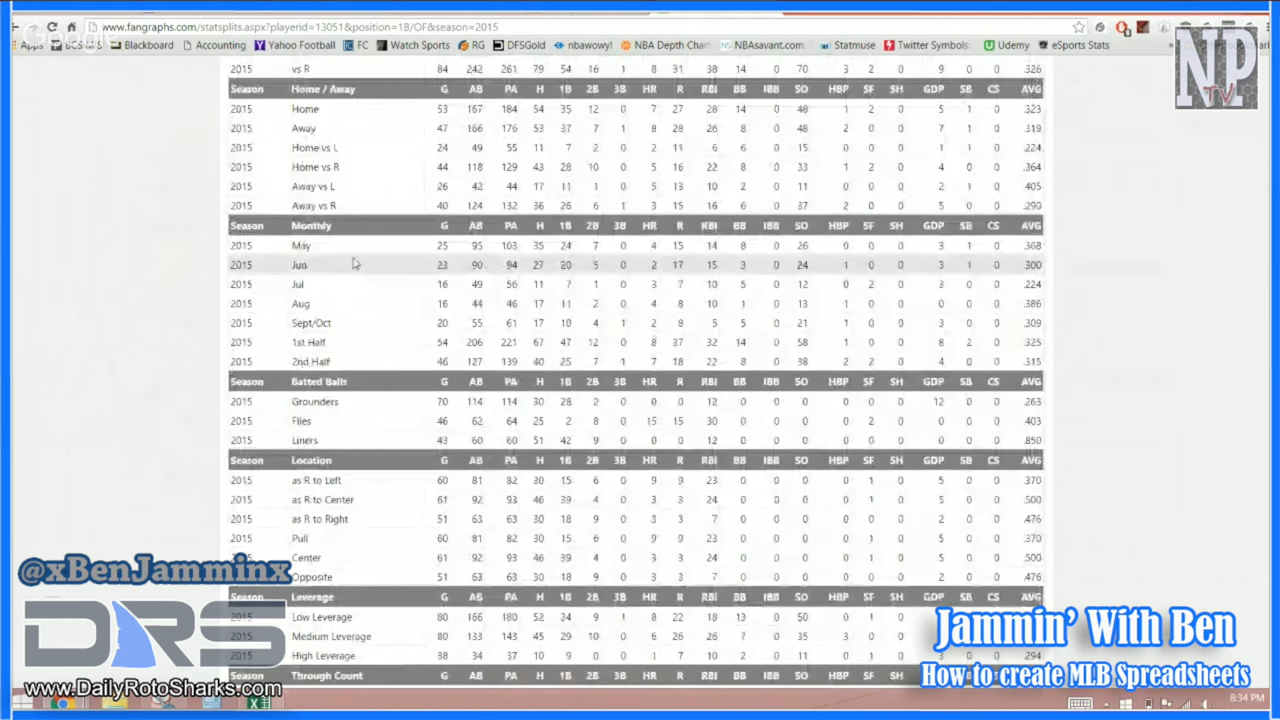 www.fangraphs.com/statsplits.aspx?playerid=13051&position=1B/OF&season=2015
Apps BCS MIS Blackboard Accounting Yahoo Football FC Watch Sports RG DFSGold nbawowy! NBA Depth Char NBAsavant.com: Statmuse Twitter Symbols: Udemy eSports Stats
NP
TV
2015 vs R 84 242 261 79 54 16 1 8 31 38 14 0 70 3 2 0 9 0 0 .326
Season Home / Away G AB PA H 1B 2B 3B HR R RBI BB IBB SO HBP SF SH GDP SB CS AVG
2015 Home 53 167 184 54 35 12 0 7 27 28 14 0 48 1 2 0 5 1 0 .323
2015 Away 47 166 176 53 37 7 1 8 28 26 8 0 48 2 0 0 7 1 0 .319
2015 Home vs L 24 49 55 11 7 2 0 2 11 6 6 0 15 0 0 0 1 1 0 .224
2015 Home vs R 44 118 129 43 28 10 0 5 16 22 8 0 33 1 2 0 4 0 0 .364
2015 Away vs L 26 42 44 17 11 1 0 5 13 10 2 0 11 0 0 0 2 1 0 .405
2015 Away vs R 40 124 132 36 26 6 1 3 15 16 6 0 37 2 0 0 5 0 0 .290
Season Monthly G AB PA H 1B 2B 3B HR R RBI BB IBB SO HBP SF SH GDP SB CS AVG
2015 May 25 95 103 35 24 7 0 4 15 14 8 0 26 0 0 0 3 1 0 .368
2015 Jun 23 90 94 27 20 5 0 2 17 15 3 0 24 1 0 0 3 1 0 .300
2015 Jul 16 49 56 11 7 1 0 3 7 10 5 0 12 0 2 0 3 0 0 .224
2015 Aug 16 44 46 17 11 2 0 4 8 10 1 0 13 1 0 0 0 0 0 .386
2015 Sept/Oct 20 55 61 17 10 4 1 2 8 5 5 0 21 1 0 0 3 0 0 .309
2015 1st Half 54 206 221 67 47 12 0 8 37 32 14 0 58 1 0 0 8 2 0 .325
2015 2nd Half 46 127 139 40 25 7 1 7 18 22 8 0 38 2 2 0 4 0 0 .315
Season Batted Balls G AB PA H 1B 2B 3B HR R RBI BB IBB SO HBP SF SH GDP SB CS AVG
2015 Grounders 70 114 114 30 28 2 0 0 0 12 0 0 0 0 0 0 12 0 0 .263
2015 Flies 46 62 64 25 2 8 0 15 15 30 0 0 0 0 2 0 0 0 0 .403
2015 Liners 43 60 60 51 42 9 0 0 0 12 0 0 0 0 0 0 0 0 0 .850
Season Location G AB PA H 1B 2B 3B HR R RBI BB IBB SO HBP SF SH GDP SB CS AVG
2015 as R to Left 60 81 82 30 15 6 0 9 9 23 0 0 0 0 1 0 5 0 0 .370
2015 as R to Center 61 92 93 46 39 4 0 3 3 24 0 0 0 0 1 0 5 0 0 .500
2015 as R to Right 51 63 63 30 18 9 0 3 3 7 0 0 0 0 0 0 2 0 0 .476
2015 Pull 60 81 82 30 15 6 0 9 9 23 0 0 0 0 1 0 5 0 0 .370
Center 61 92 93 46 39 4 0 3 3 24 0 0 0 0 1 0 5 0 0 .500
Opposite 51 63 63 30 18 9 0 3 3 7 0 0 0 0 0 0 2 0 0 .476
Season Leverage G AB PA H 1B 2B 3B HR R RBI BB IBB SO HBP SF SH GDP SB CS AVG
2015 Low Leverage 80 166 180 52 34 9 1 8 22 18 13 0 50 0 1
2015 Medium Leverage 80 133 143 45 29 10 0 6 26 26 7 0 35 3 0
2015 High Leverage 38 34 37 10 9 0 0 1 7 10 2 0 11 0 1 0 3 0 0 .294
Season Through Count G AB PA H 1B 2B 3B HR R RBI BB IBB SO HBP SF SH GDP SB CS AVG
@xBenJamminx
DRS
www.DailyRotoSharks.com
Jammin' With Ben
How to create MLB Spreadsheets
8:34 PM